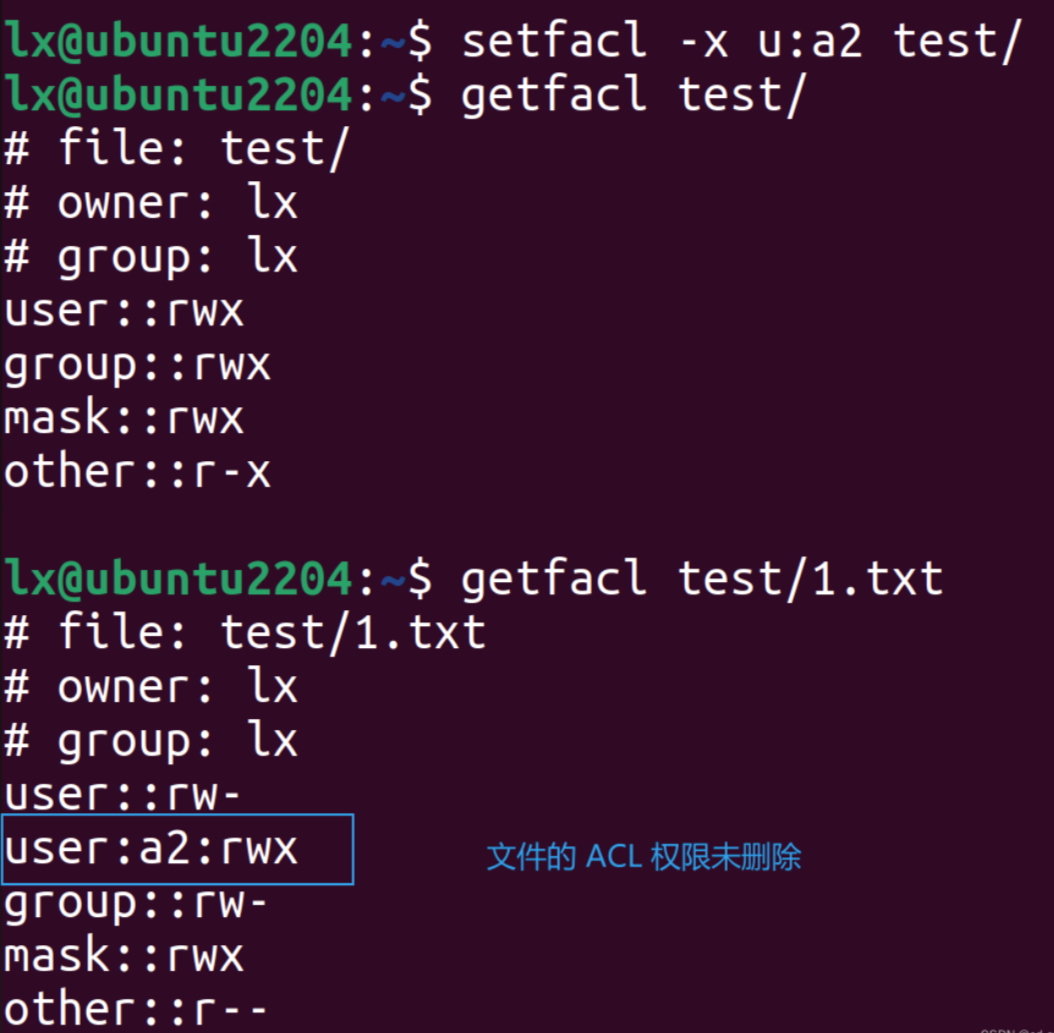 lx@ubuntu2204:~$ setfacl -x u:a2 test/
lx@ubuntu2204:~$ getfacl test/
# file: test/
# owner: lx
# group: lx
user::rwx
group::rwx
mask::rwx
other::r-x
lx@ubuntu2204:~$ getfacl test/1.txt
# file: test/1.txt
# owner: lx
# group: lx
user::rw-
user:a2:rwx
文件的 ACL 权限未删除
group::rw-
mask::rwx
other::r--